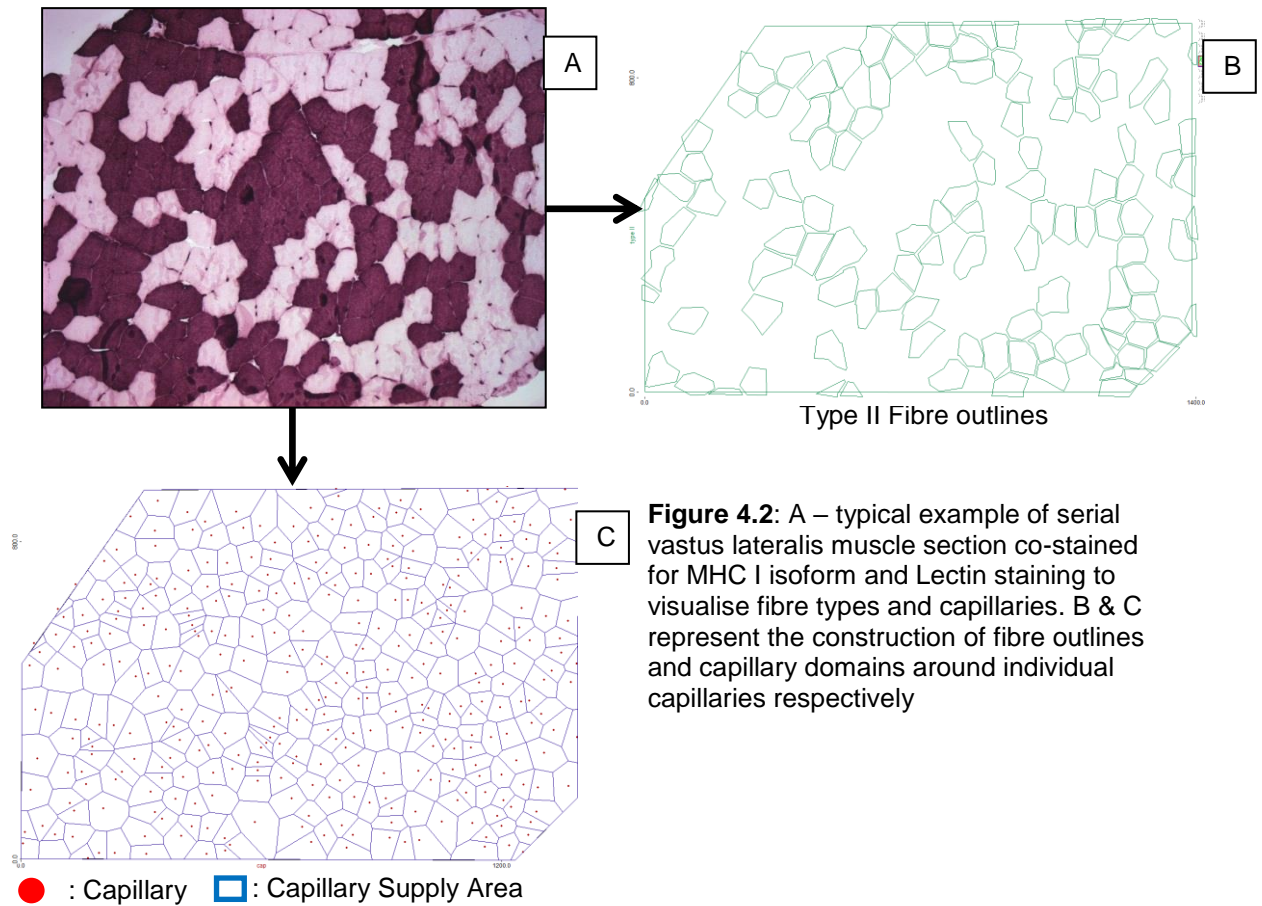 A
B
800.0
type II
0.0
0.0
1400.0
Type II Fibre outlines
C
800.0
0.0
0.0
cap
1200.0
: Capillary : Capillary Supply Area
Figure 4.2: A – typical example of serial
vastus lateralis muscle section co-stained
for MHC I isoform and Lectin staining to
visualise fibre types and capillaries. B & C
represent the construction of fibre outlines
and capillary domains around individual
capillaries respectively